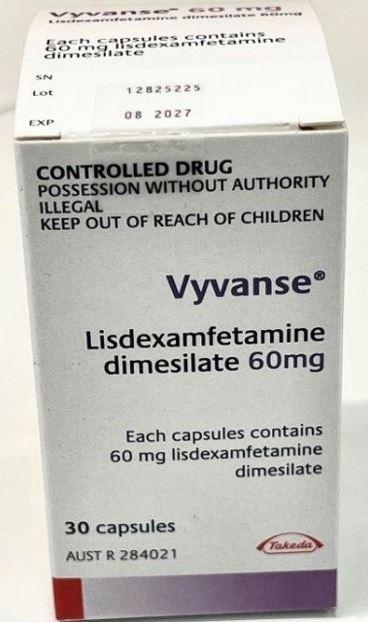 Vyvanse® 60 mg
Lisdexamfetamine dimesilate 60mg
Each capsules contains
60 mg lisdexamfetamine
dimesilate
SN
Lot 12825225
EXP 08 2027
CONTROLLED DRUG
POSSESSION WITHOUT AUTHORITY
ILLEGAL
KEEP OUT OF REACH OF CHILDREN
Vyvanse®
Lisdexamfetamine
dimesilate 60mg
Each capsules contains
60 mg lisdexamfetamine
dimesilate
30 capsules
AUST R 284021
Takeda